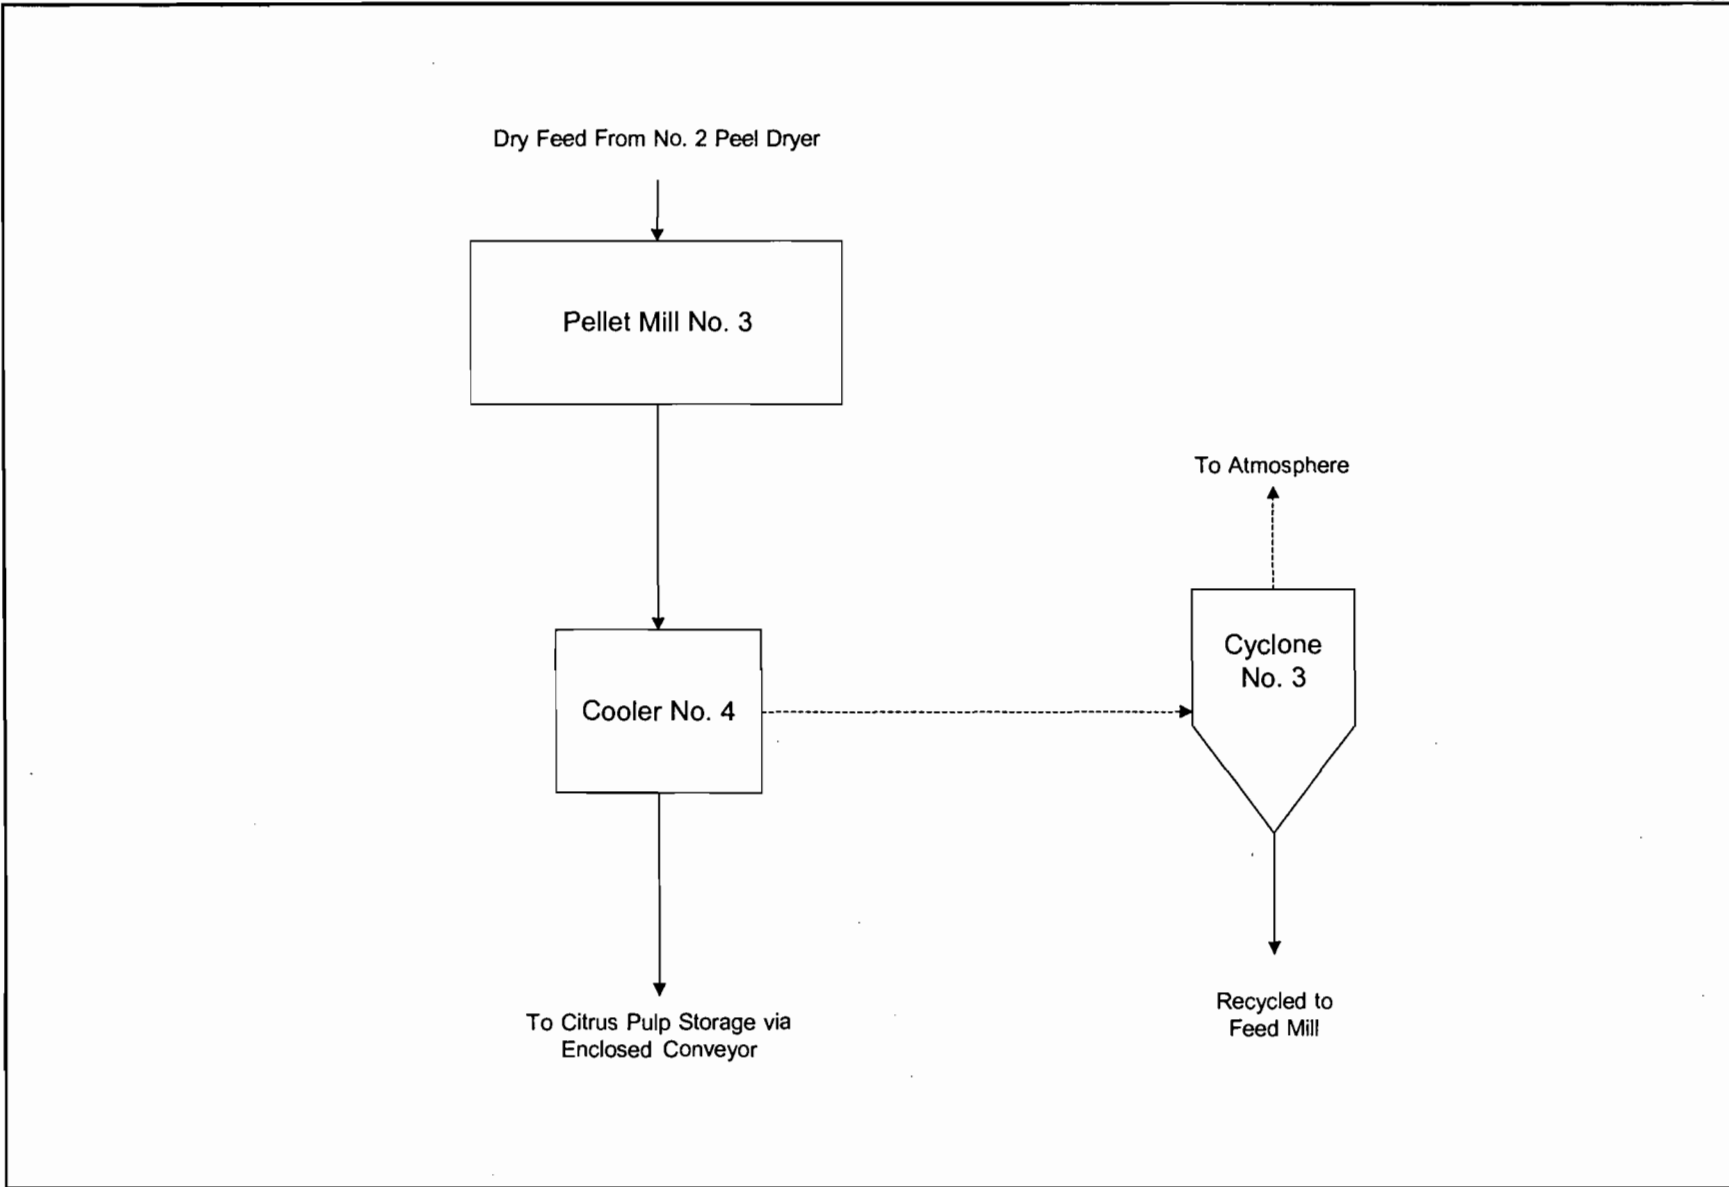 Dry Feed From No. 2 Peel Dryer
Pellet Mill No. 3
To Atmosphere
Cyclone
No. 3
Cooler No. 4
Recycled to
Feed Mill
To Citrus Pulp Storage via
Enclosed Conveyor